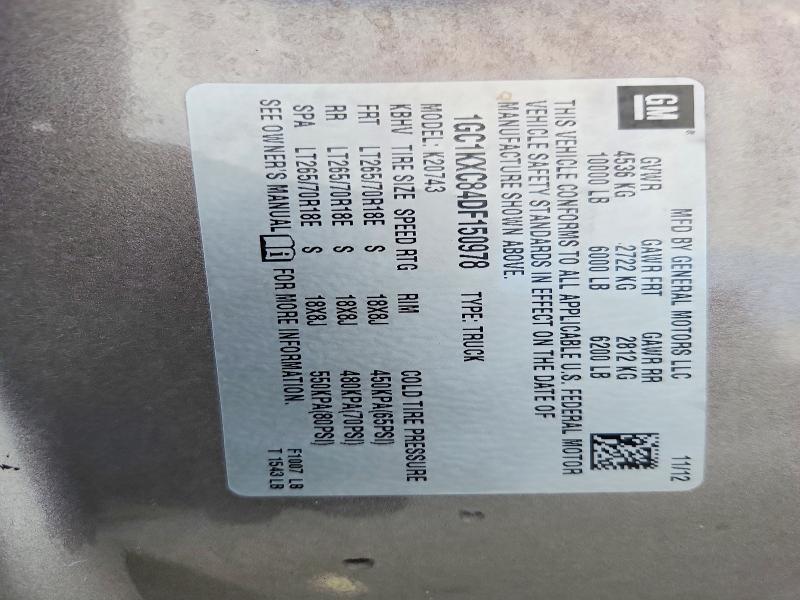 GM ®
MFD BY GENERAL MOTORS LLC 11/12
GVWR GAWR FRT GAWR RR
4536 KG 2722 KG 2812 KG
10000 LB 6000 LB 6200 LB
THIS VEHICLE CONFORMS TO ALL APPLICABLE U.S. FEDERAL MOTOR
VEHICLE SAFETY STANDARDS IN EFFECT ON THE DATE OF
MANUFACTURE SHOWN ABOVE.
1GC1KXC84DF150978 TYPE: TRUCK
MODEL: K20743
KBHV TIRE SIZE SPEED RTG RIM COLD TIRE PRESSURE
FRT LT265/70R18E S 18X8J 450KPA(65PSI)
RR LT265/70R18E S 18X8J 480KPA(70PSI)
SPA LT265/70R18E S 18X8J 550KPA(80PSI)
SEE OWNER'S MANUAL FOR MORE INFORMATION.
F1007 LB
T 1543 LB